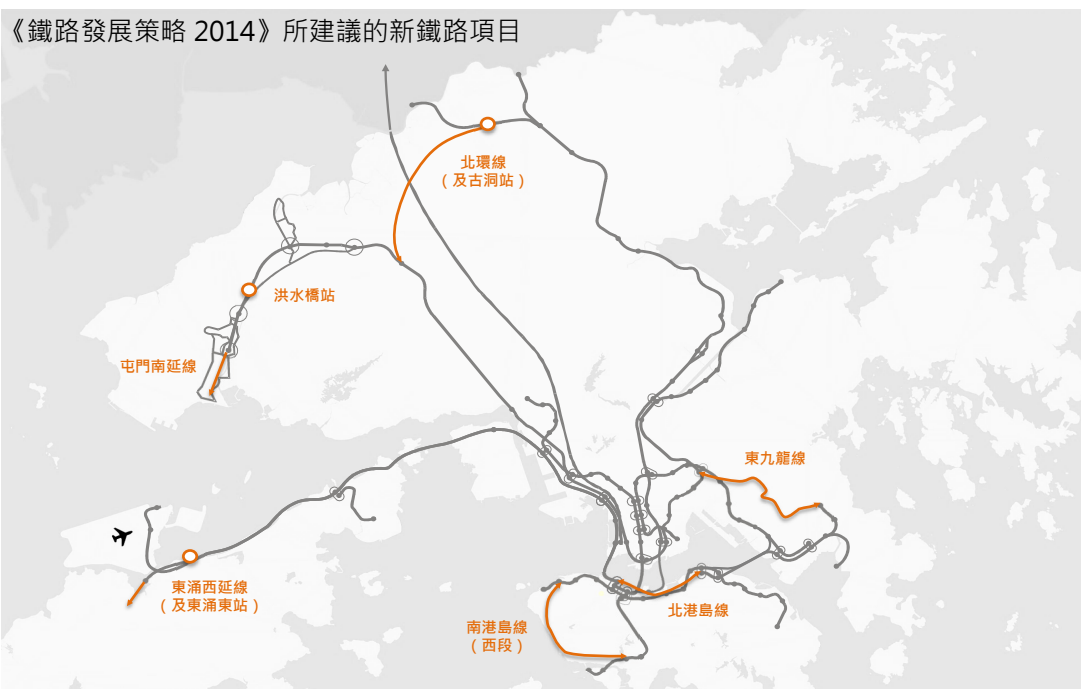 《鐵路發展策略 2014》所建議的新鐵路項目
北環線
（及古洞站）
洪水橋站
屯門南延線
東九龍線
東涌西延線
（及東涌東站）
北港島線
南港島線
（西段）